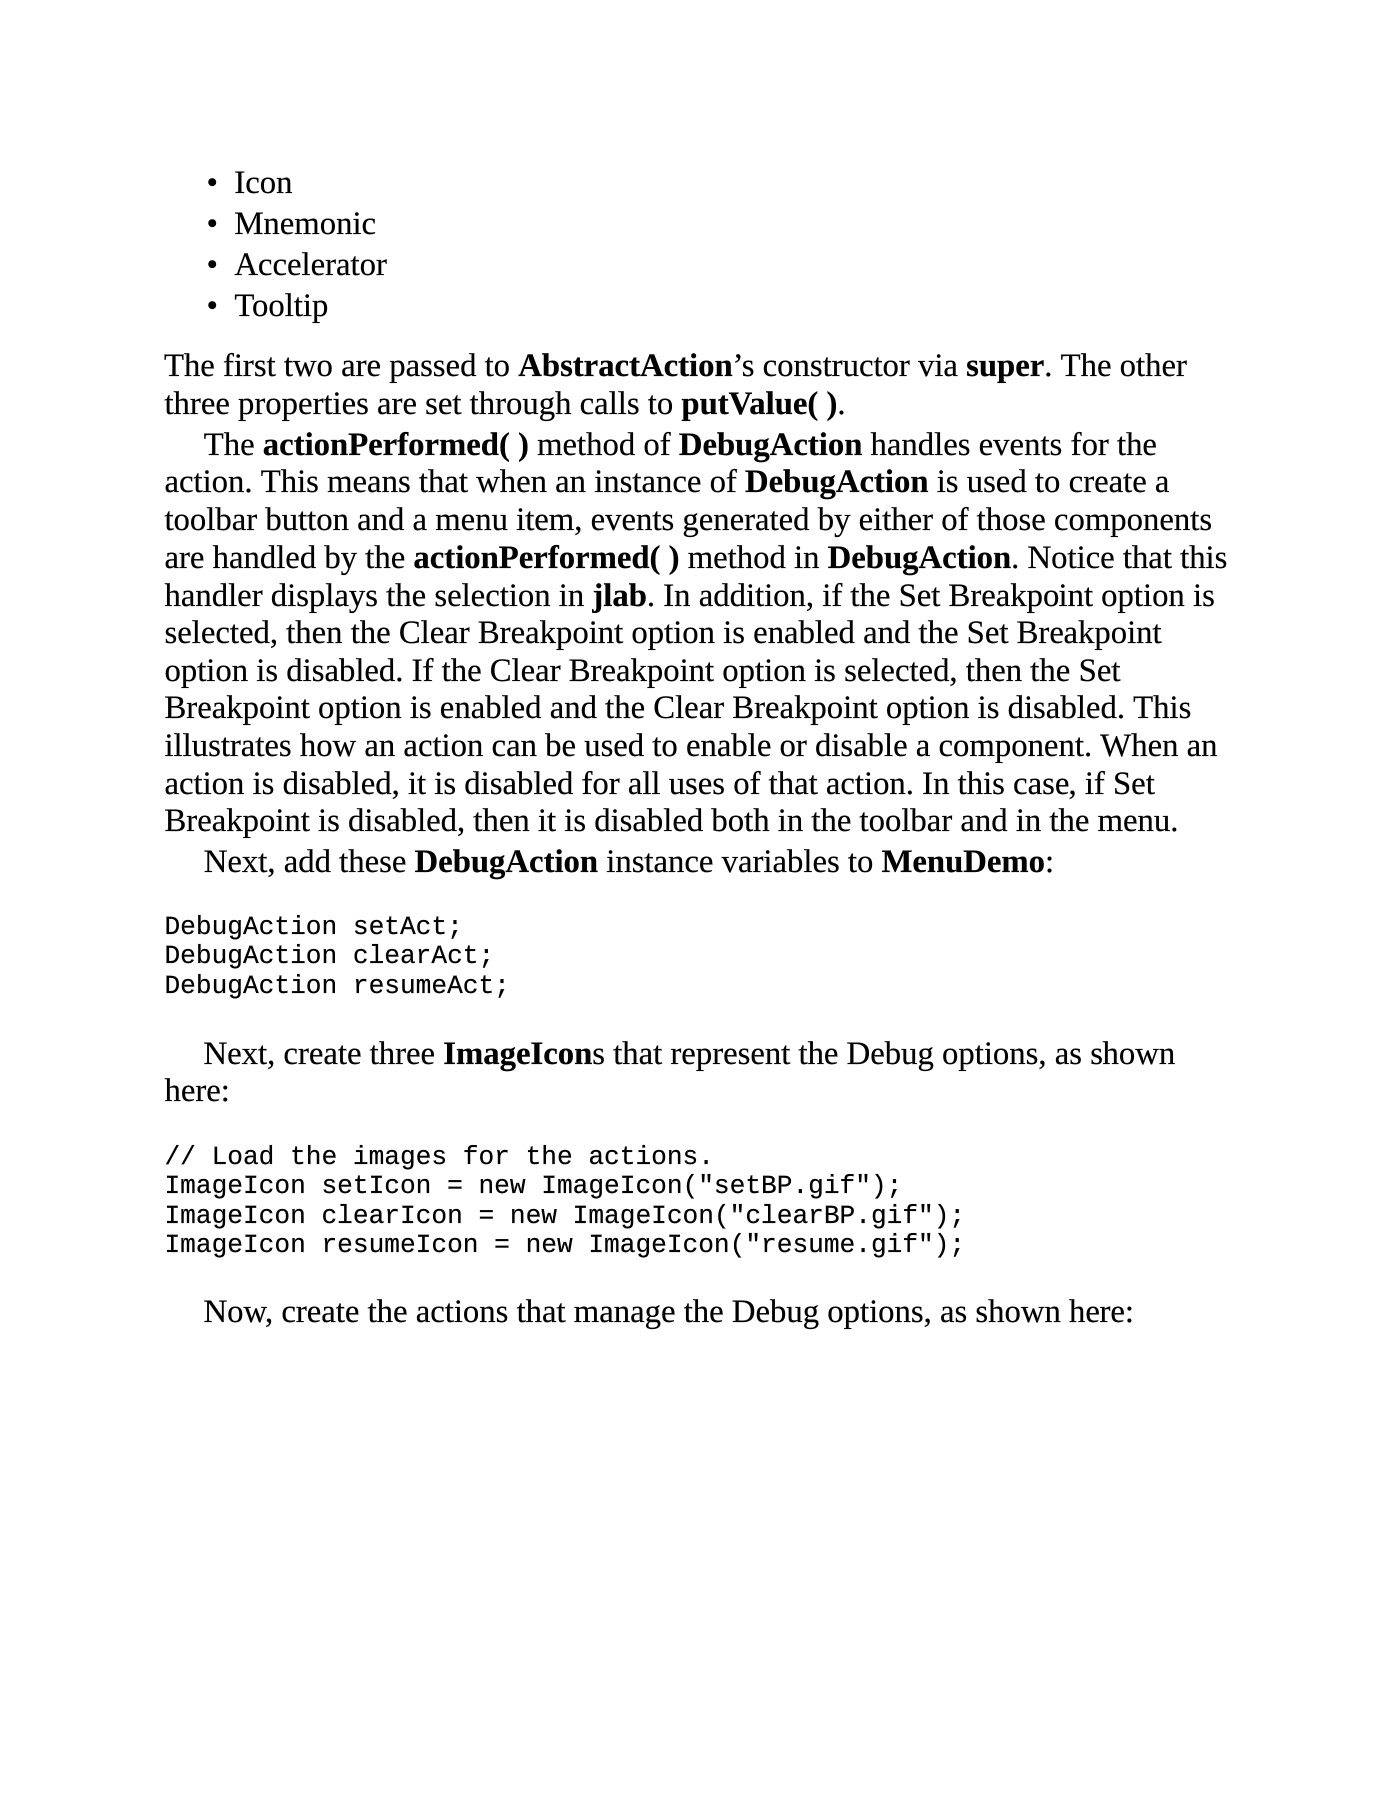 • Icon
• Mnemonic
• Accelerator
• Tooltip
The first two are passed to AbstractAction’s constructor via super. The other
three properties are set through calls to putValue( ).
The actionPerformed( ) method of DebugAction handles events for the
action. This means that when an instance of DebugAction is used to create a
toolbar button and a menu item, events generated by either of those components
are handled by the actionPerformed( ) method in DebugAction. Notice that this
handler displays the selection in jlab. In addition, if the Set Breakpoint option is
selected, then the Clear Breakpoint option is enabled and the Set Breakpoint
option is disabled. If the Clear Breakpoint option is selected, then the Set
Breakpoint option is enabled and the Clear Breakpoint option is disabled. This
illustrates how an action can be used to enable or disable a component. When an
action is disabled, it is disabled for all uses of that action. In this case, if Set
Breakpoint is disabled, then it is disabled both in the toolbar and in the menu.
Next, add these DebugAction instance variables to MenuDemo:
DebugAction setAct;
DebugAction clearAct;
DebugAction resumeAct;
Next, create three ImageIcons that represent the Debug options, as shown
here:
// Load the images for the actions.
ImageIcon setIcon = new ImageIcon("setBP.gif");
ImageIcon clearIcon = new ImageIcon("clearBP.gif");
ImageIcon resumeIcon = new ImageIcon("resume.gif");
Now, create the actions that manage the Debug options, as shown here: